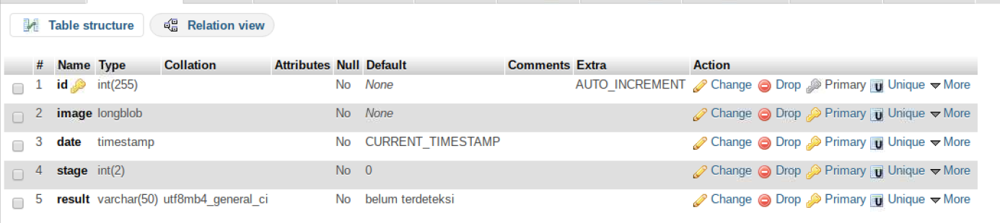 Table structure Relation view
# Name Type Collation Attributes Null Default Comments Extra Action
1 id int(255) No None AUTO_INCREMENT Change Drop Primary Unique More
2 image longblob No None Change Drop Primary Unique More
3 date timestamp No CURRENT_TIMESTAMP Change Drop Primary Unique More
4 stage int(2) No 0 Change Drop Primary Unique More
5 result varchar(50) utf8mb4_general_ci No belum terdeteksi Change Drop Primary Unique More